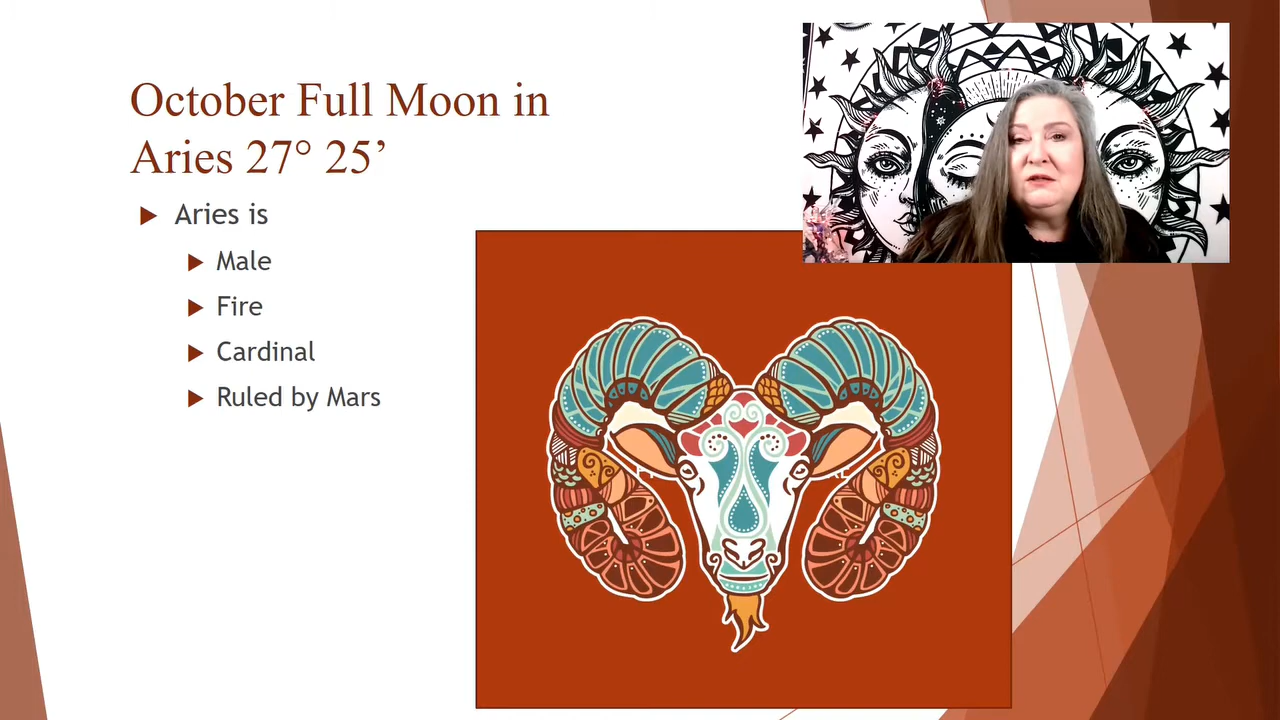 October Full Moon in
Aries 27° 25’
Aries is
Male
Fire
Cardinal
Ruled by Mars